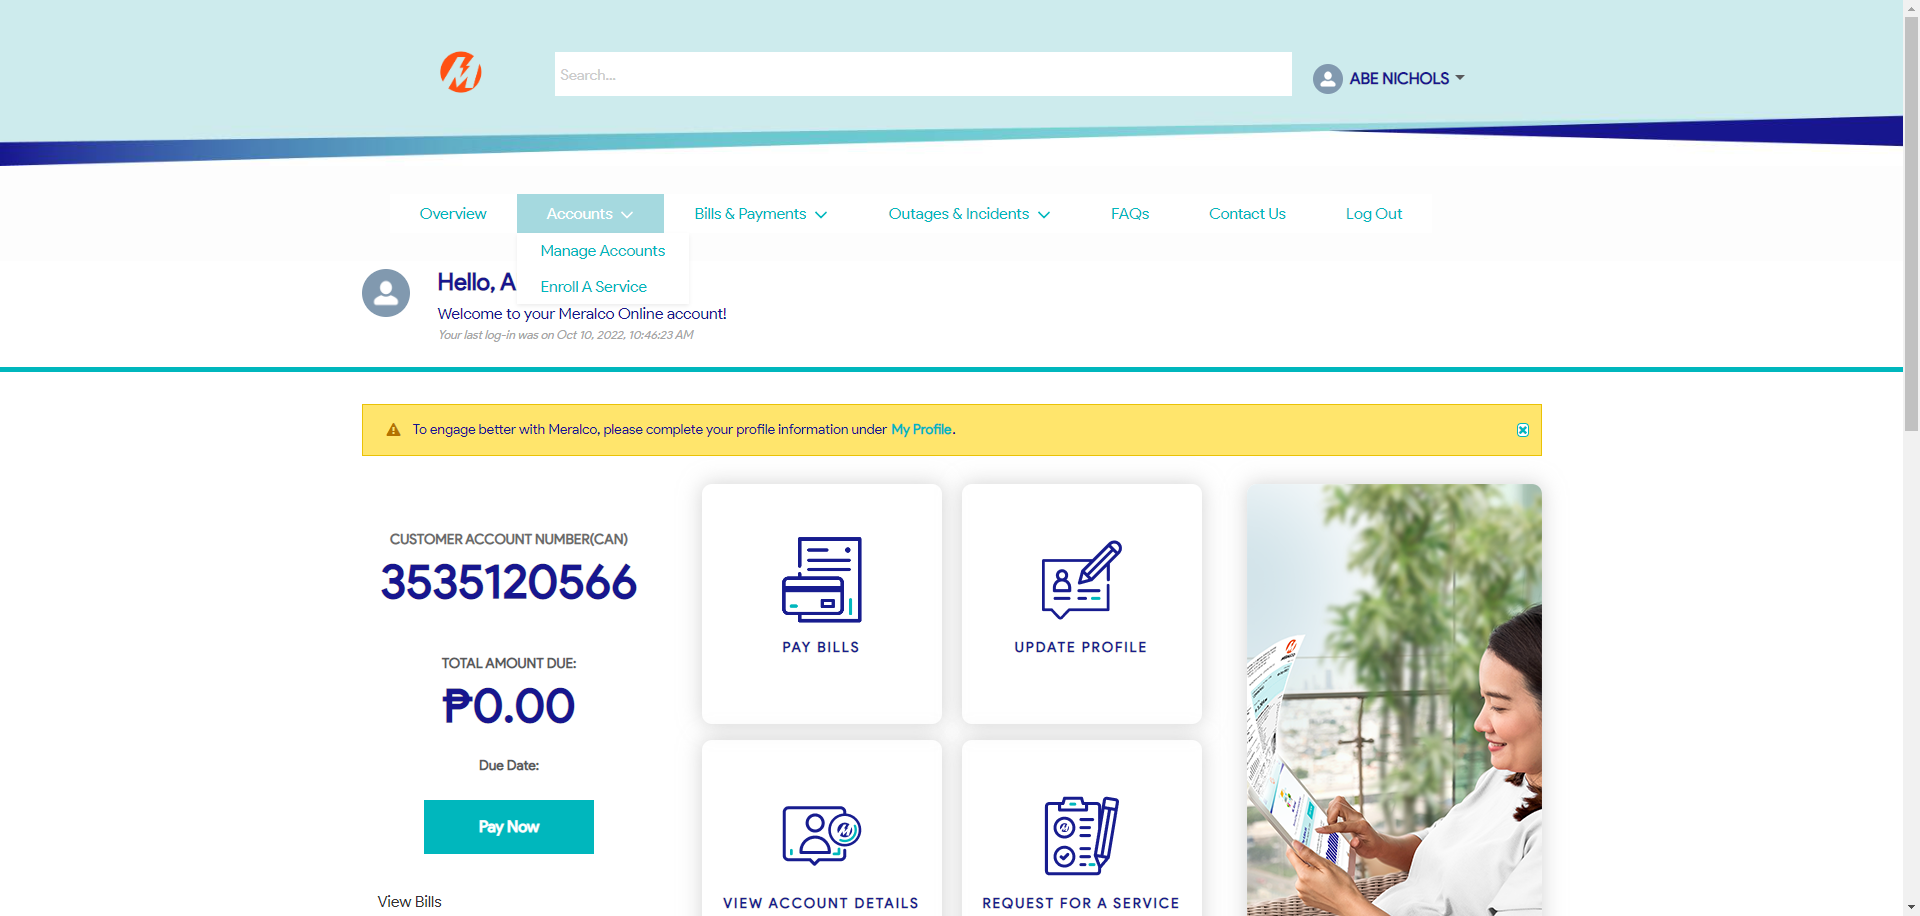 Search...
ABE NICHOLS
Overview
Accounts
Bills & Payments
Outages & Incidents
FAQs
Contact Us
Log Out
Manage Accounts
Enroll A Service
Hello, A
Welcome to your Meralco Online account!
Your last log-in was on Oct 10, 2022, 10:46:23 AM
To engage better with Meralco, please complete your profile information under My Profile.
CUSTOMER ACCOUNT NUMBER(CAN)
3535120566
TOTAL AMOUNT DUE:
₱0.00
Due Date:
Pay Now
View Bills
PAY BILLS
UPDATE PROFILE
VIEW ACCOUNT DETAILS
REQUEST FOR A SERVICE